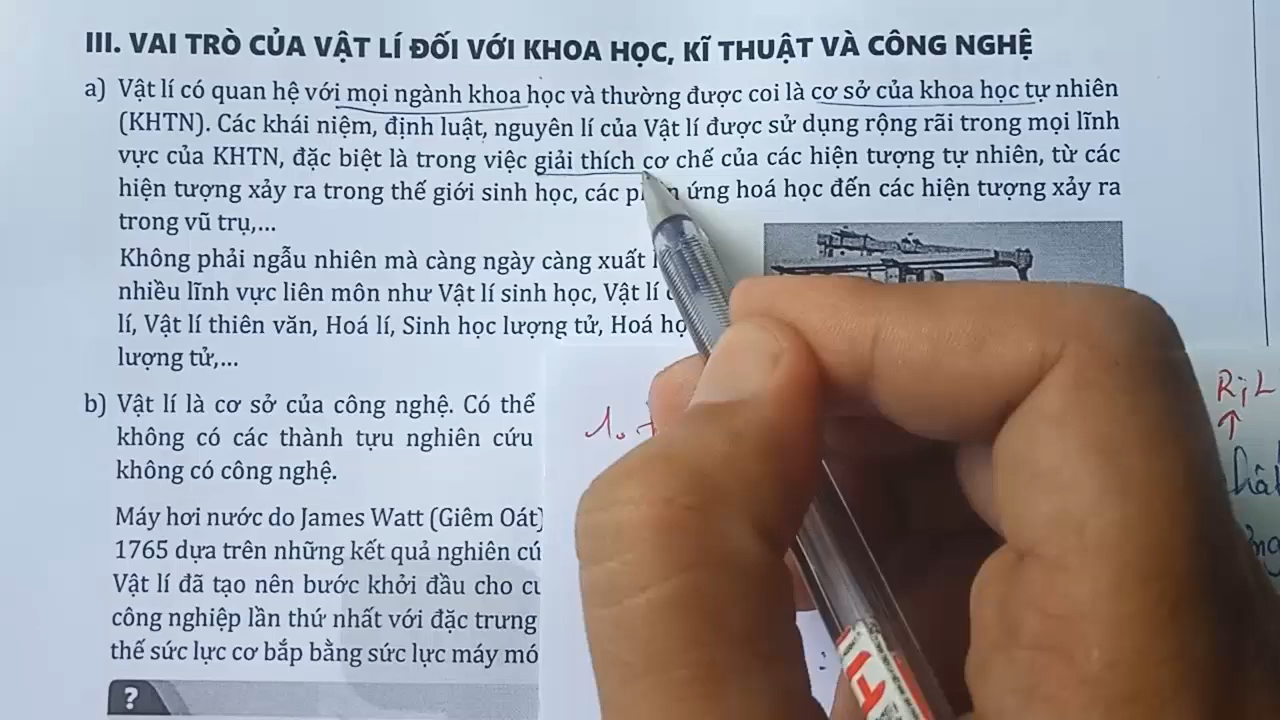 III. VAI TRÒ CỦA VẬT LÍ ĐỐI VỚI KHOA HỌC, KĨ THUẬT VÀ CÔNG NGHỆ
a) Vật lí có quan hệ với mọi ngành khoa học và thường được coi là cơ sở của khoa học tự nhiên
(KHTN). Các khái niệm, định luật, nguyên lí của Vật lí được sử dụng rộng rãi trong mọi lĩnh
vực của KHTN, đặc biệt là trong việc giải thích cơ chế của các hiện tượng tự nhiên, từ các
hiện tượng xảy ra trong thế giới sinh học, các ứng hoá học đến các hiện tượng xảy ra
trong vũ trụ,...
Không phải ngẫu nhiên mà càng ngày càng xuất
nhiều lĩnh vực liên môn như Vật lí sinh học, Vật lí
lí, Vật lí thiên văn, Hoá lí, Sinh học lượng tử, Hoá
lượng tử,...
b) Vật lí là cơ sở của công nghệ. Có thể
không có các thành tựu nghiên cứu
không có công nghệ.
Máy hơi nước do James Watt (Giêm Oát)
1765 dựa trên những kết quả nghiên
Vật lí đã tạo nên bước khởi đầu cho
công nghiệp lần thứ nhất với đặc trưng
thế sức lực cơ bắp bằng sức lực máy
?
1.
R; L